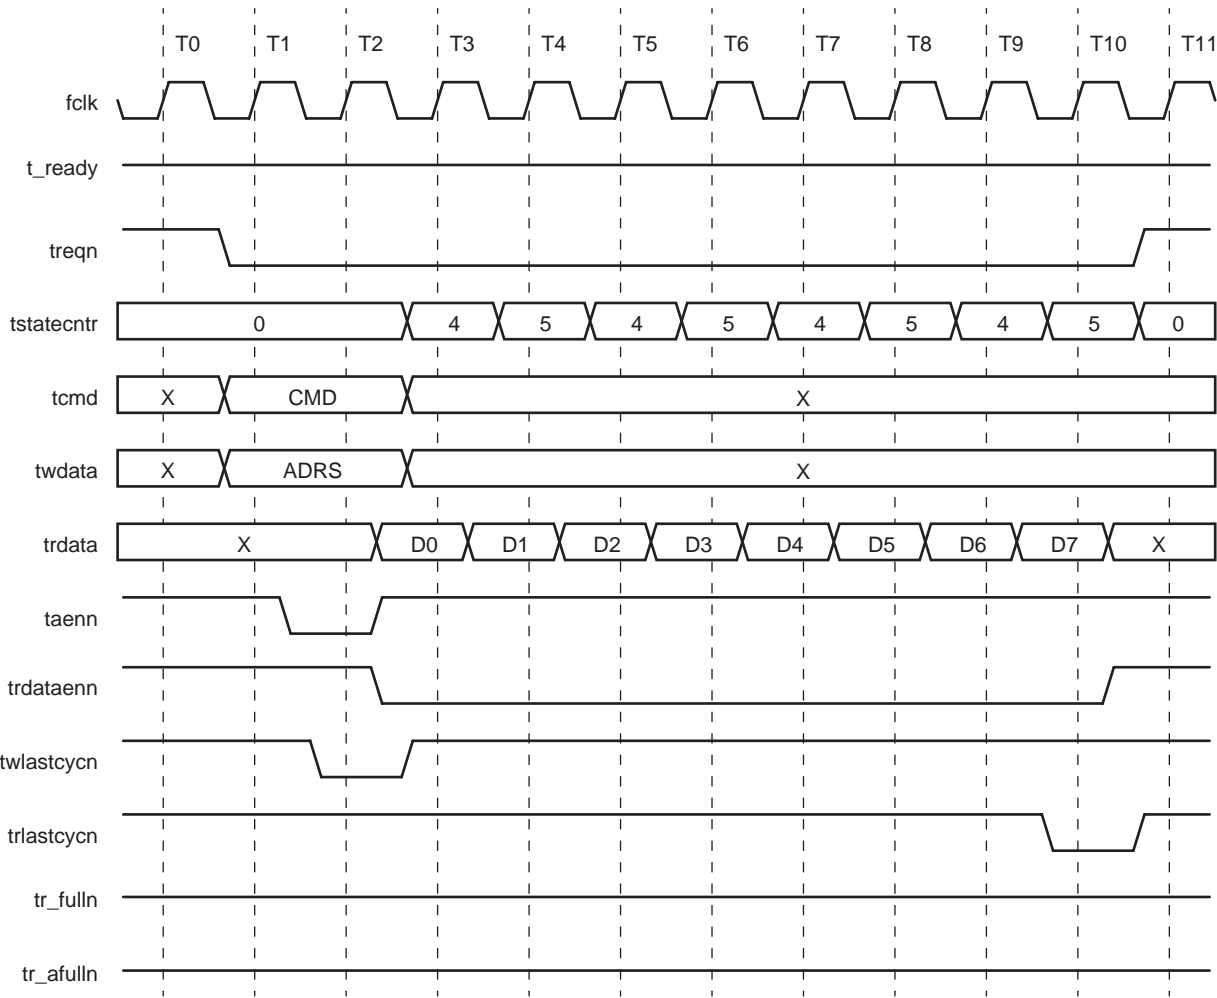 T0 T1 T2 T3 T4 T5 T6 T7 T8 T9 T10 T11
fclk
t_ready
treqn
tstatecntr 0 4 5 4 5 4 5 4 5 0
tcmd X CMD X
twdata X ADRS X
trdata X D0 D1 D2 D3 D4 D5 D6 D7 X
taenn
trdataenn
twlastcycn
trlastcycn
tr_fulln
tr_afulln